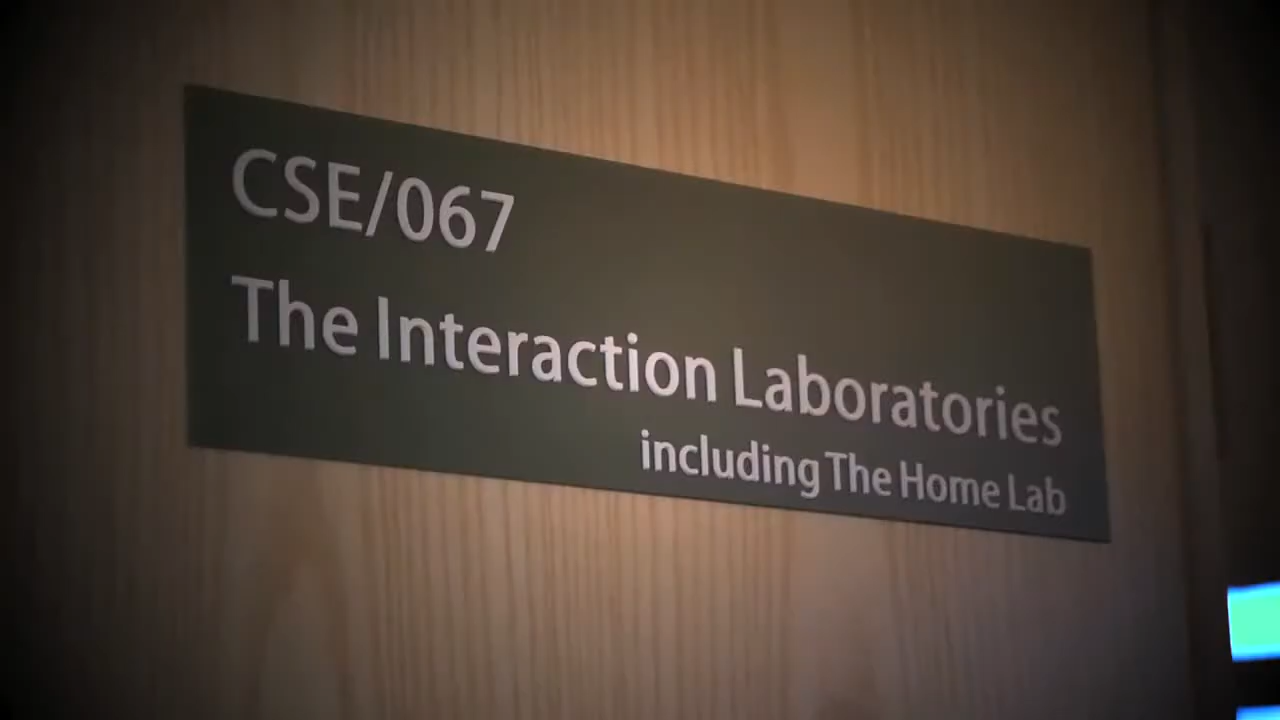 CSE/067
The Interaction Laboratories
including The Home Lab